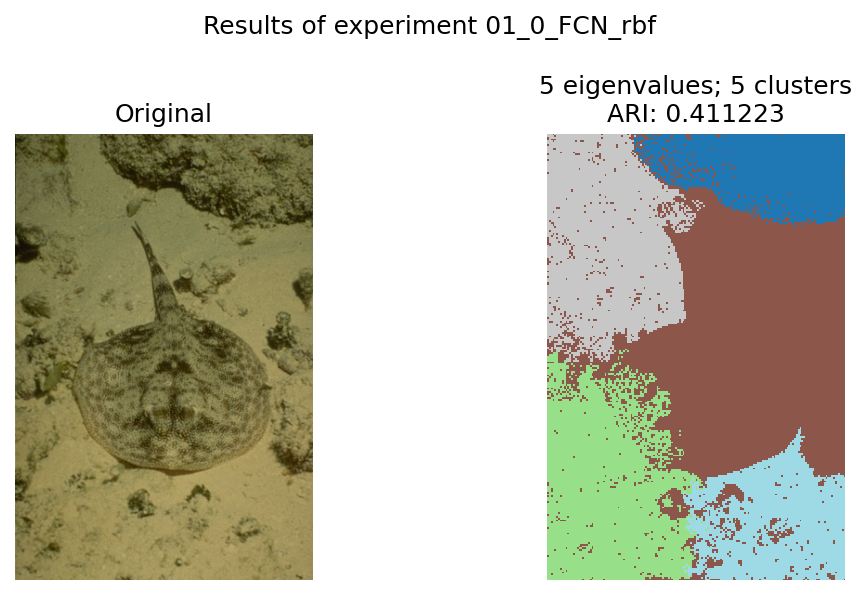 Results of experiment 01_0_FCN_rbf
Original
5 eigenvalues; 5 clusters
ARI: 0.411223